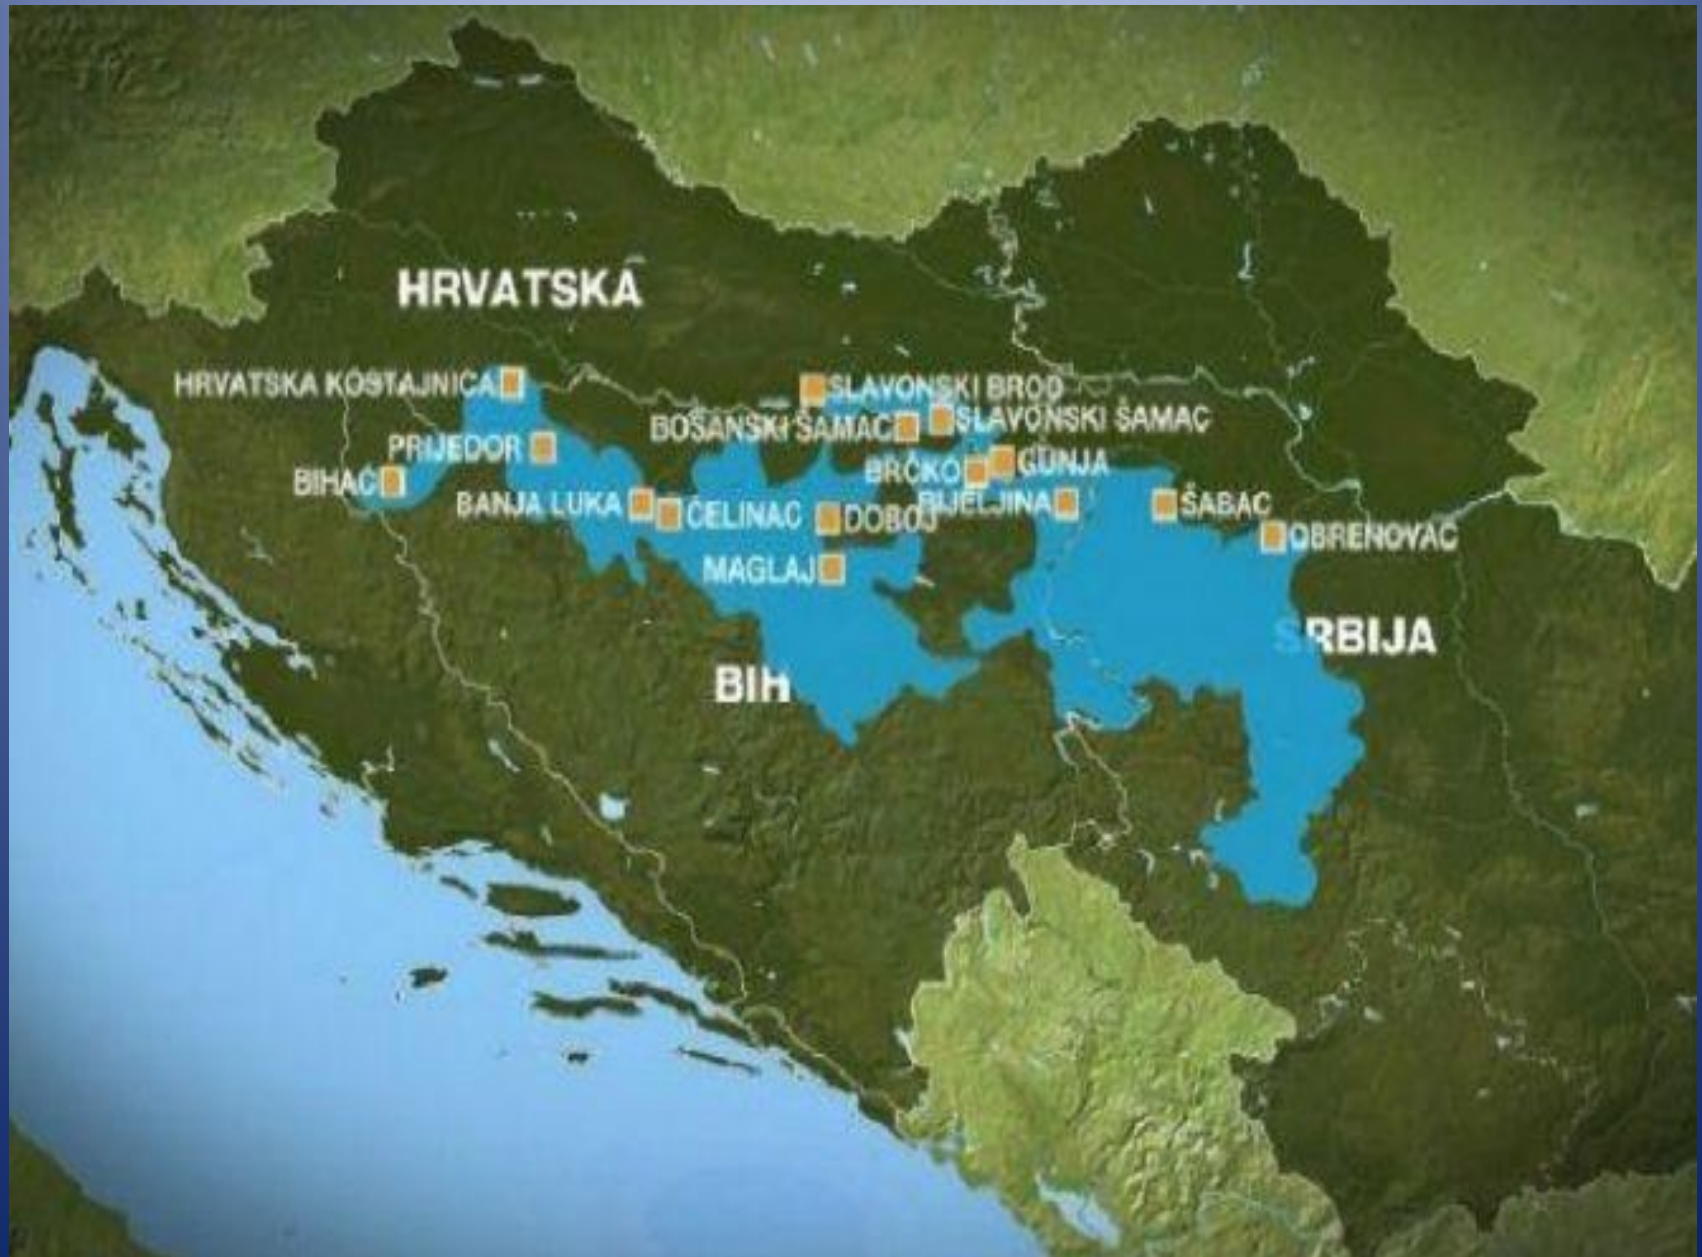 HRVATSKA
HRVATSKA KOSTAJNICA
SLAVONSKI BROD
SLAVONSKI ŠAMAC
BOSANSKI ŠAMAC
PRIJEDOR
GUNJA
BRČKO
BIHAĆ
BANJA LUKA
BIJELJINA
ŠABAC
ČELINAC
DOBOJ
OBRENOVAC
MAGLAJ
SRBIJA
BIH